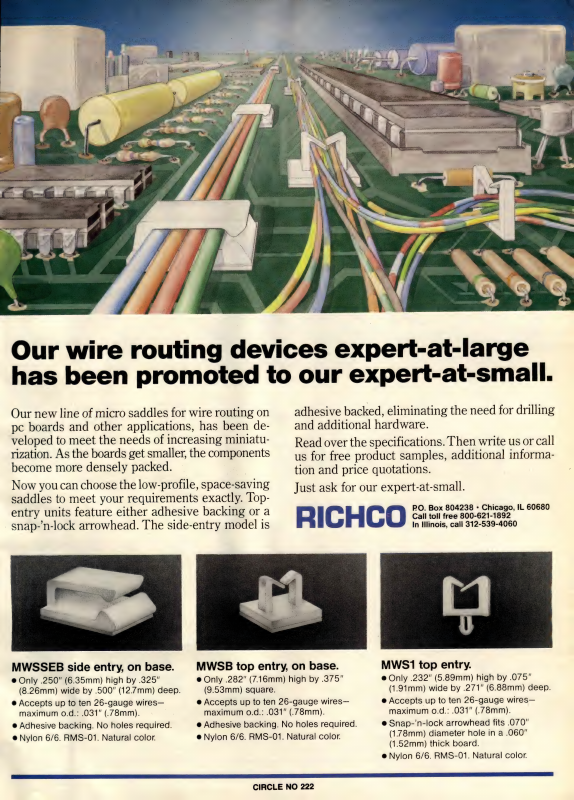 Our wire routing devices expert-at-large
has been promoted to our expert-at-small.
Our new line of micro saddles for wire routing on
pc boards and other applications, has been de-
veloped to meet the needs of increasing miniatu-
rization. As the boards get smaller, the components
become more densely packed.
Now you can choose the low-profile, space-saving
saddles to meet your requirements exactly. Top-
entry units feature either adhesive backing or a
snap-'n-lock arrowhead. The side-entry model is
adhesive backed, eliminating the need for drilling
and additional hardware.
Read over the specifications. Then write us or call
us for free product samples, additional informa-
tion and price quotations.
Just ask for our expert-at-small.
RICHCO
P.O. Box 804238 • Chicago, IL 60680
Call toll free 800-621-1892
In Illinois, call 312-539-4060
MWSSEB side entry, on base.
• Only .250" (6.35mm) high by .325"
(8.26mm) wide by .500" (12.7mm) deep.
• Accepts up to ten 26-gauge wires—
maximum o.d.: .031" (.78mm).
• Adhesive backing. No holes required.
• Nylon 6/6. RMS-01. Natural color.
MWSB top entry, on base.
• Only .282" (7.16mm) high by .375"
(9.53mm) square.
• Accepts up to ten 26-gauge wires—
maximum o.d.: .031" (.78mm).
• Adhesive backing. No holes required.
• Nylon 6/6. RMS-01. Natural color.
MWS1 top entry.
• Only .232" (5.89mm) high by .075"
(1.91mm) wide by .271" (6.88mm) deep.
• Accepts up to ten 26-gauge wires—
maximum o.d.: .031" (.78mm).
• Snap-'n-lock arrowhead fits .070"
(1.78mm) diameter hole in a .060"
(1.52mm) thick board.
• Nylon 6/6. RMS-01. Natural color.
CIRCLE NO 222